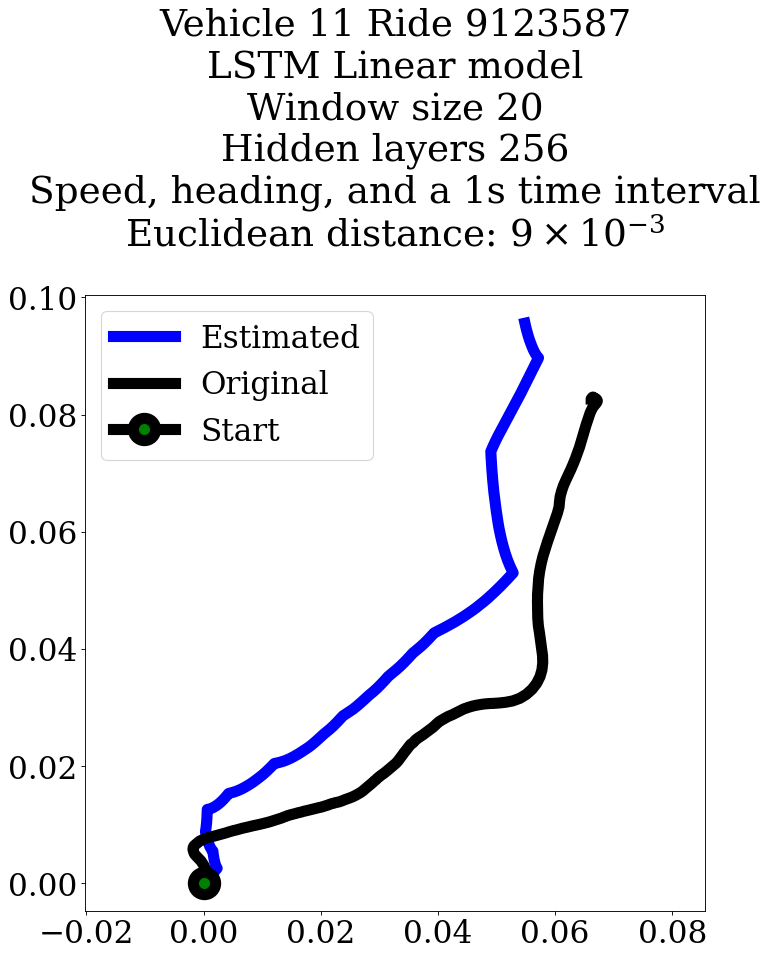 Vehicle 11 Ride 9123587
LSTM Linear model
Window size 20
Hidden layers 256
Speed, heading, and a 1s time interval
Euclidean distance: 9 × 10⁻³
Estimated
Original
Start
0.10
0.08
0.06
0.04
0.02
0.00
−0.02 0.00 0.02 0.04 0.06 0.08